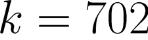 k = 702